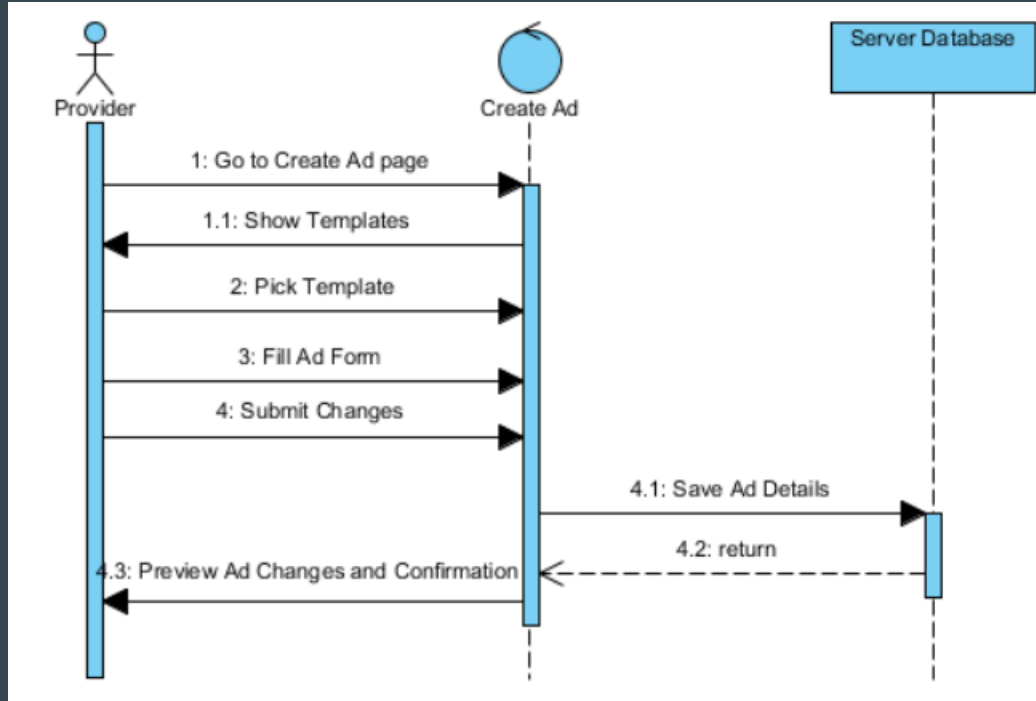 Provider
Create Ad
Server Database
1: Go to Create Ad page
1.1: Show Templates
2: Pick Template
3: Fill Ad Form
4: Submit Changes
4.1: Save Ad Details
4.2: return
4.3: Preview Ad Changes and Confirmation